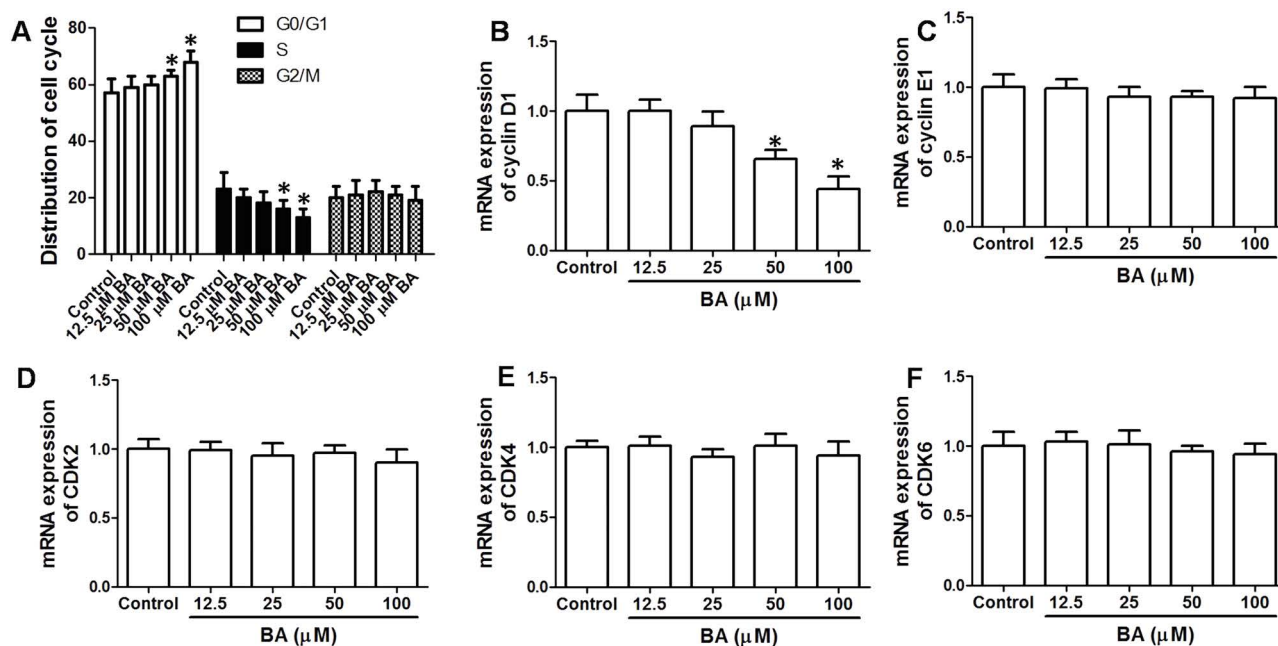 A
Distribution of cell cycle
80
60
40
20
0
G0/G1
S
G2/M
* *
* *
Control
12.5 μM BA
25 μM BA
50 μM BA
100 μM BA
Control
12.5 μM BA
25 μM BA
50 μM BA
100 μM BA
Control
12.5 μM BA
25 μM BA
50 μM BA
100 μM BA
B
mRNA expression
of cyclin D1
1.5
1.0
0.5
0.0
* *
Control 12.5 25 50 100
BA (μM)
C
mRNA expression
of cyclin E1
1.5
1.0
0.5
0.0
Control 12.5 25 50 100
BA (μM)
D
mRNA expression
of CDK2
1.5
1.0
0.5
0.0
Control 12.5 25 50 100
BA (μM)
E
mRNA expression
of CDK4
1.5
1.0
0.5
0.0
Control 12.5 25 50 100
BA (μM)
F
mRNA expression
of CDK6
1.5
1.0
0.5
0.0
Control 12.5 25 50 100
BA (μM)